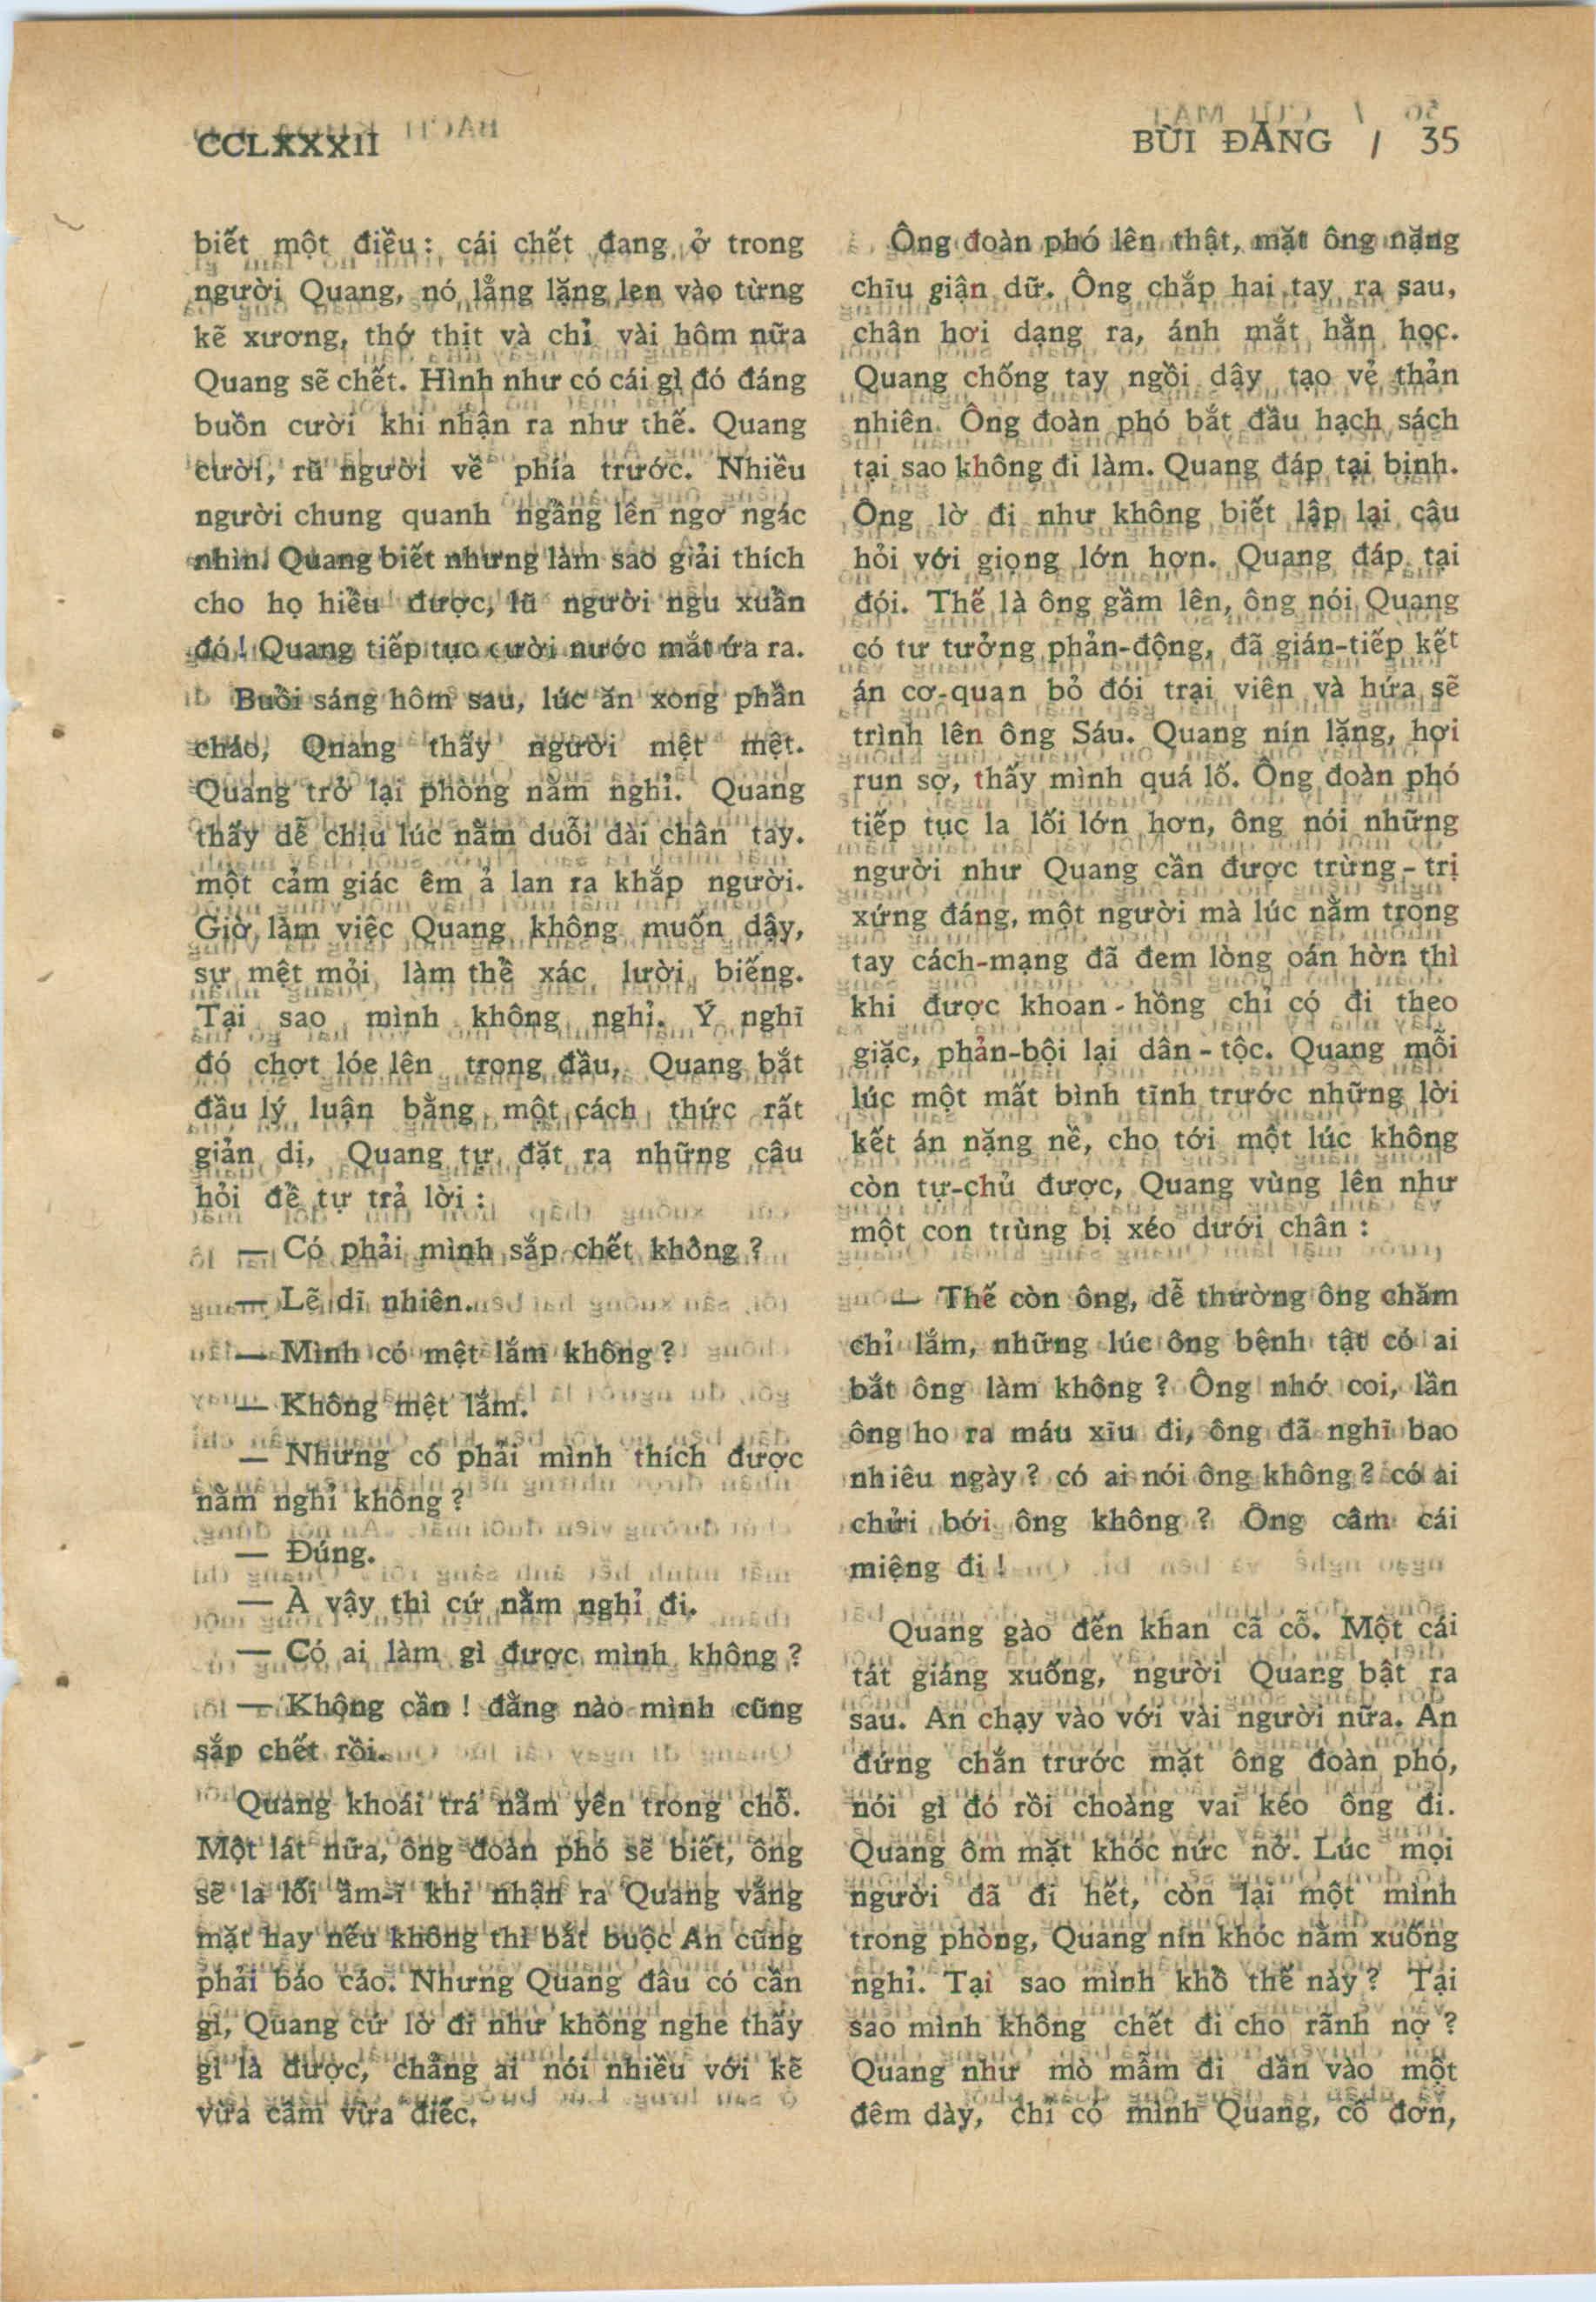 CCLXXXII
BÙI ĐĂNG / 35
biết một điều : cái chết đang ở trong
người Quang, nó lẳng lặng len vào từng
kẽ xương, thớ thịt và chỉ vài hôm nữa
Quang sẽ chết. Hình như có cái gì đó đáng
buồn cười khi nhận ra như thế. Quang
cười, rũ người về phía trước. Nhiều
người chung quanh ngẩng lên ngơ ngác
nhìn. Quang biết nhưng làm sao giải thích
cho họ hiểu được, lũ người ngu xuẩn
đó ! Quang tiếp tục cười nước mắt ứa ra.
Buổi sáng hôm sau, lúc ăn xong phần
cháo, Qnang thấy người mệt mệt.
Quang trở lại phòng nằm nghỉ. Quang
thấy dễ chịu lúc nằm duỗi dài chân tay.
một cảm giác êm ả lan ra khắp người.
Giờ làm việc Quang không muốn dậy,
sự mệt mỏi làm thể xác lười biếng.
Tại sao mình không nghỉ. Ý nghĩ
đó chợt lóe lên trong đầu, Quang bắt
đầu lý luận bằng một cách thức rất
giản dị, Quang tự đặt ra những câu
hỏi để tự trả lời :
— Có phải mình sắp chết không ?
— Lẽ dĩ nhiên.
— Mình có mệt lắm không ?
— Không mệt lắm.
— Nhưng có phải mình thích được
nằm nghỉ không ?
— Đúng.
— À vậy thì cứ nằm nghỉ đi.
— Có ai làm gì được mình không ?
— Không cần ! đằng nào mình cũng
sắp chết rồi.
Quang khoái trá nằm yên trong chỗ.
Một lát nữa, ông đoàn phó sẽ biết, ông
sẽ la lối ầm-ĩ khi nhận ra Quang vắng
mặt hay nếu không thì bắt buộc An cũng
phải báo cáo. Nhưng Quang đâu có cần
gì, Quang cứ lờ đi như không nghe thấy
gì là được, chẳng ai nói nhiều với kẽ
vừa câm vừa điếc.
Ông đoàn phó lên thật, mặt ông nặng
chĩu giận dữ. Ông chắp hai tay ra sau,
chân hơi dạng ra, ánh mắt hằn học.
Quang chống tay ngồi dậy tạo vẻ thản
nhiên. Ông đoàn phó bắt đầu hạch sách
tại sao không đi làm. Quang đáp tại bịnh.
Ông lờ đi như không biết lập lại câu
hỏi với giọng lớn hơn. Quang đáp tại
đói. Thế là ông gầm lên, ông nói Quang
có tư tưởng phản-động, đã gián-tiếp kết
án cơ-quan bỏ đói trại viên và hứa sẽ
trình lên ông Sáu. Quang nín lặng, hơi
run sợ, thấy mình quá lố. Ông đoàn phó
tiếp tục la lối lớn hơn, ông nói những
người như Quang cần được trừng - trị
xứng đáng, một người mà lúc nằm trong
tay cách-mạng đã đem lòng oán hờn thì
khi được khoan - hồng chỉ có đi theo
giặc, phản-bội lại dân - tộc. Quang mỗi
lúc một mất bình tĩnh trước những lời
kết án nặng nề, cho tới một lúc không
còn tự-chủ được, Quang vùng lên như
một con trùng bị xéo dưới chân :
— Thế còn ông, dễ thường ông chăm
chỉ lắm, những lúc ông bệnh tật có ai
bắt ông làm không ? Ông nhớ coi, lần
ông ho ra máu xỉu đi, ông đã nghỉ bao
nhiêu ngày ? có ai nói ông không ? có ai
chửi bới ông không ? Ông câm cái
miệng đi !
Quang gào đến khan cả cỗ. Một cái
tát giáng xuống, người Quang bật ra
sau. An chạy vào với vài người nữa. An
đứng chắn trước mặt ông đoàn phó,
nói gì đó rồi choàng vai kéo ông đi.
Quang ôm mặt khóc nức nở. Lúc mọi
người đã đi hết, còn lại một mình
trong phòng, Quang nín khóc nằm xuống
nghỉ. Tại sao mình khổ thế này ? Tại
sao mình không chết đi cho rãnh nợ ?
Quang như mò mẫm đi dần vào một
đêm dày, chỉ có mình Quang, cô đơn,